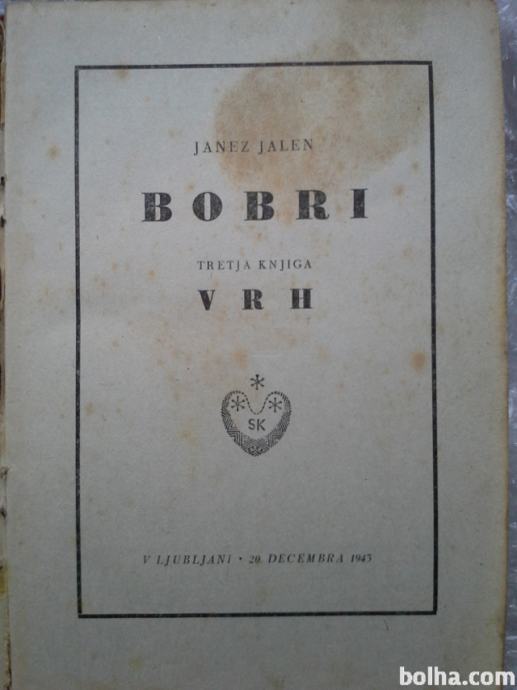 JANEZ JALEN
BOBRI
TRETJA KNJIGA
VRH
SK
V LJUBLJANI • 20. DECEMBRA 1943
bolha.com